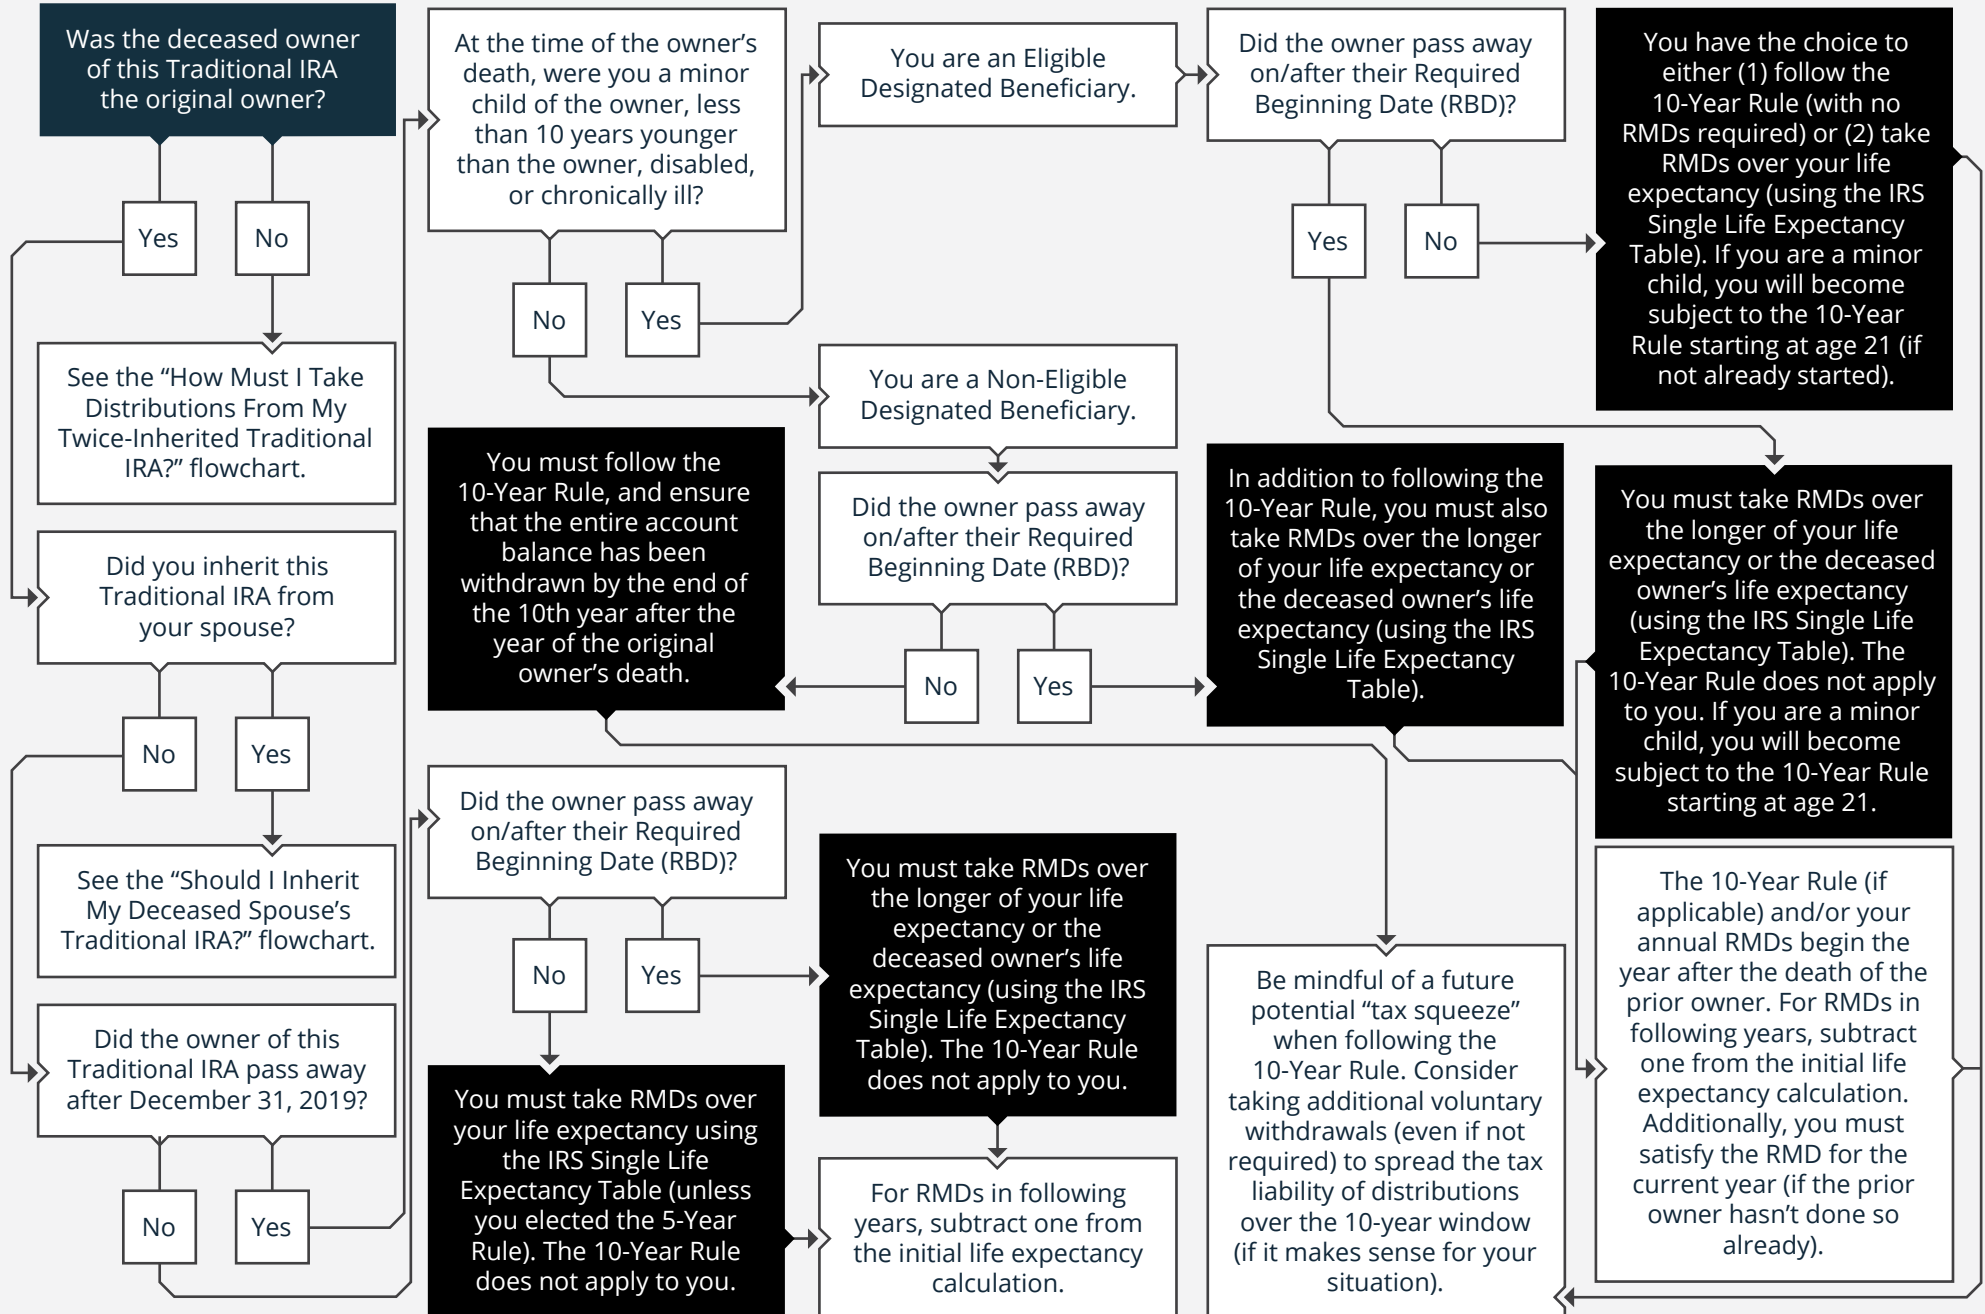 Was the deceased owner
of this Traditional IRA
the original owner?
Yes
No
See the “How Must I Take
Distributions From My
Twice-Inherited Traditional
IRA?” flowchart.
Did you inherit this
Traditional IRA from
your spouse?
No
Yes
See the “Should I Inherit
My Deceased Spouse’s
Traditional IRA?” flowchart.
Did the owner of this
Traditional IRA pass away
after December 31, 2019?
No
Yes
At the time of the owner’s
death, were you a minor
child of the owner, less
than 10 years younger
than the owner, disabled,
or chronically ill?
No
Yes
You must follow the
10-Year Rule, and ensure
that the entire account
balance has been
withdrawn by the end of
the 10th year after the
year of the original
owner’s death.
Did the owner pass away
on/after their Required
Beginning Date (RBD)?
No
Yes
You must take RMDs over
your life expectancy using
the IRS Single Life
Expectancy Table (unless
you elected the 5-Year
Rule). The 10-Year Rule
does not apply to you.
You are an Eligible
Designated Beneficiary.
You are a Non-Eligible
Designated Beneficiary.
Did the owner pass away
on/after their Required
Beginning Date (RBD)?
No
Yes
You must take RMDs over
the longer of your life
expectancy or the
deceased owner’s life
expectancy (using the IRS
Single Life Expectancy
Table). The 10-Year Rule
does not apply to you.
For RMDs in following
years, subtract one from
the initial life expectancy
calculation.
Did the owner pass away
on/after their Required
Beginning Date (RBD)?
Yes
No
In addition to following the
10-Year Rule, you must also
take RMDs over the longer
of your life expectancy or
the deceased owner’s life
expectancy (using the IRS
Single Life Expectancy
Table).
Be mindful of a future
potential “tax squeeze”
when following the
10-Year Rule. Consider
taking additional voluntary
withdrawals (even if not
required) to spread the tax
liability of distributions
over the 10-year window
(if it makes sense for your
situation).
You have the choice to
either (1) follow the
10-Year Rule (with no
RMDs required) or (2) take
RMDs over your life
expectancy (using the IRS
Single Life Expectancy
Table). If you are a minor
child, you will become
subject to the 10-Year
Rule starting at age 21 (if
not already started).
You must take RMDs over
the longer of your life
expectancy or the deceased
owner’s life expectancy
(using the IRS Single Life
Expectancy Table). The
10-Year Rule does not apply
to you. If you are a minor
child, you will become
subject to the 10-Year Rule
starting at age 21.
The 10-Year Rule (if
applicable) and/or your
annual RMDs begin the
year after the death of the
prior owner. For RMDs in
following years, subtract
one from the initial life
expectancy calculation.
Additionally, you must
satisfy the RMD for the
current year (if the prior
owner hasn't done so
already).